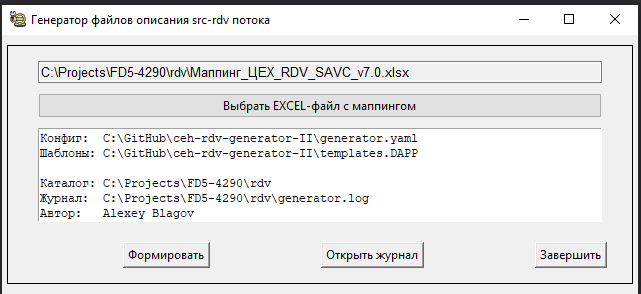 Генератор файлов описания src-rdv потока
C:\Projects\FD5-4290\rdv\Маппинг_ЦЕХ_RDV_SAVC_v7.0.xlsx
Выбрать EXCEL-файл с маппингом
Конфиг:  C:\GitHub\ceh-rdv-generator-II\generator.yaml
Шаблоны: C:\GitHub\ceh-rdv-generator-II\templates.DAPP
Каталог: C:\Projects\FD5-4290\rdv
Журнал:  C:\Projects\FD5-4290\rdv\generator.log
Автор:   Alexey Blagov
Формировать Открыть журнал Завершить